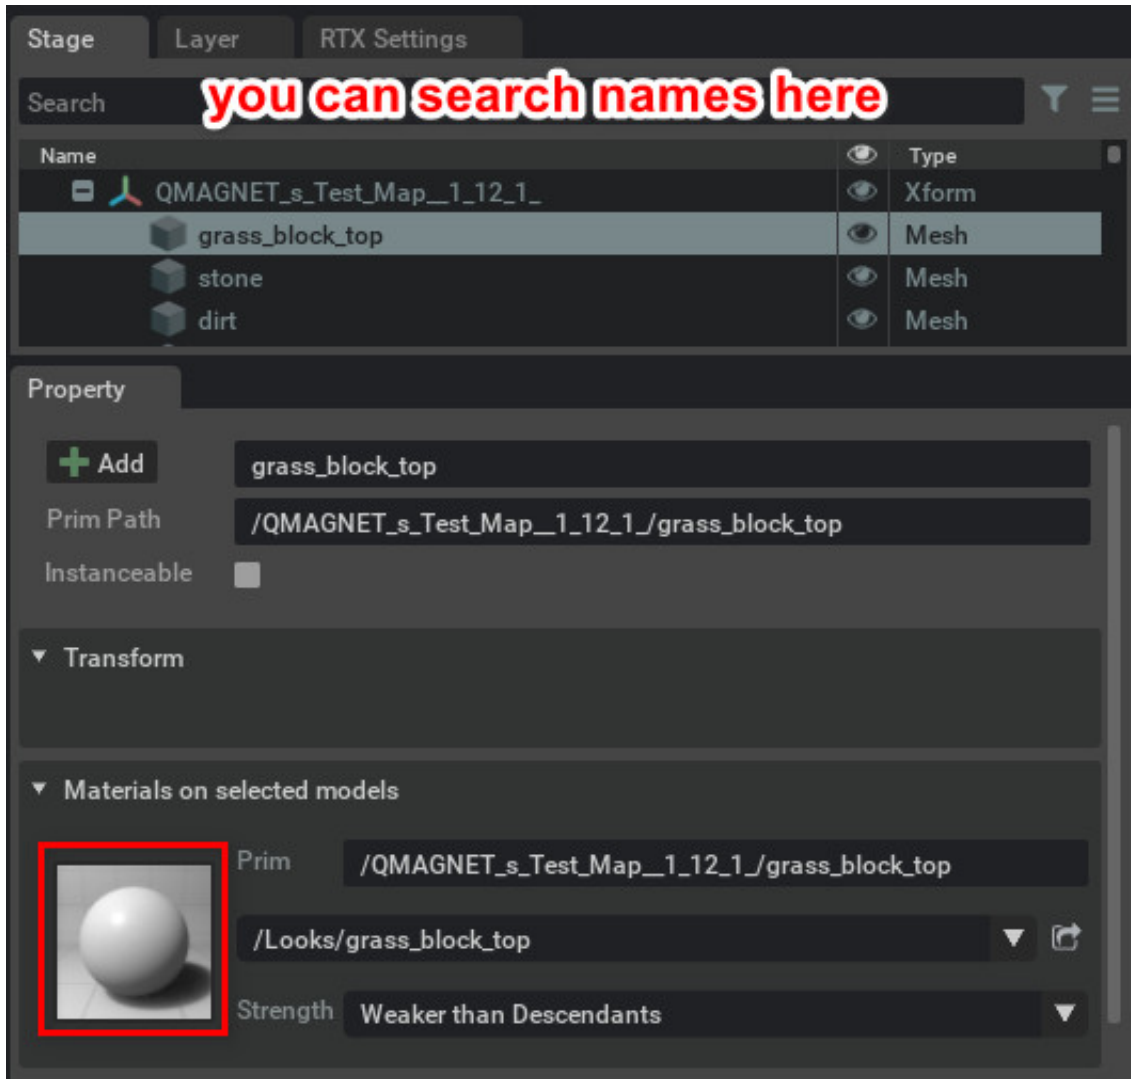 Stage Layer RTX Settings
Search you can search names here
Name Type
QMAGNET_s_Test_Map__1_12_1_ Xform
grass_block_top Mesh
stone Mesh
dirt Mesh
Property
Add grass_block_top
Prim Path /QMAGNET_s_Test_Map__1_12_1_/grass_block_top
Instanceable
Transform
Materials on selected models
Prim /QMAGNET_s_Test_Map__1_12_1_/grass_block_top
/Looks/grass_block_top
Strength Weaker than Descendants